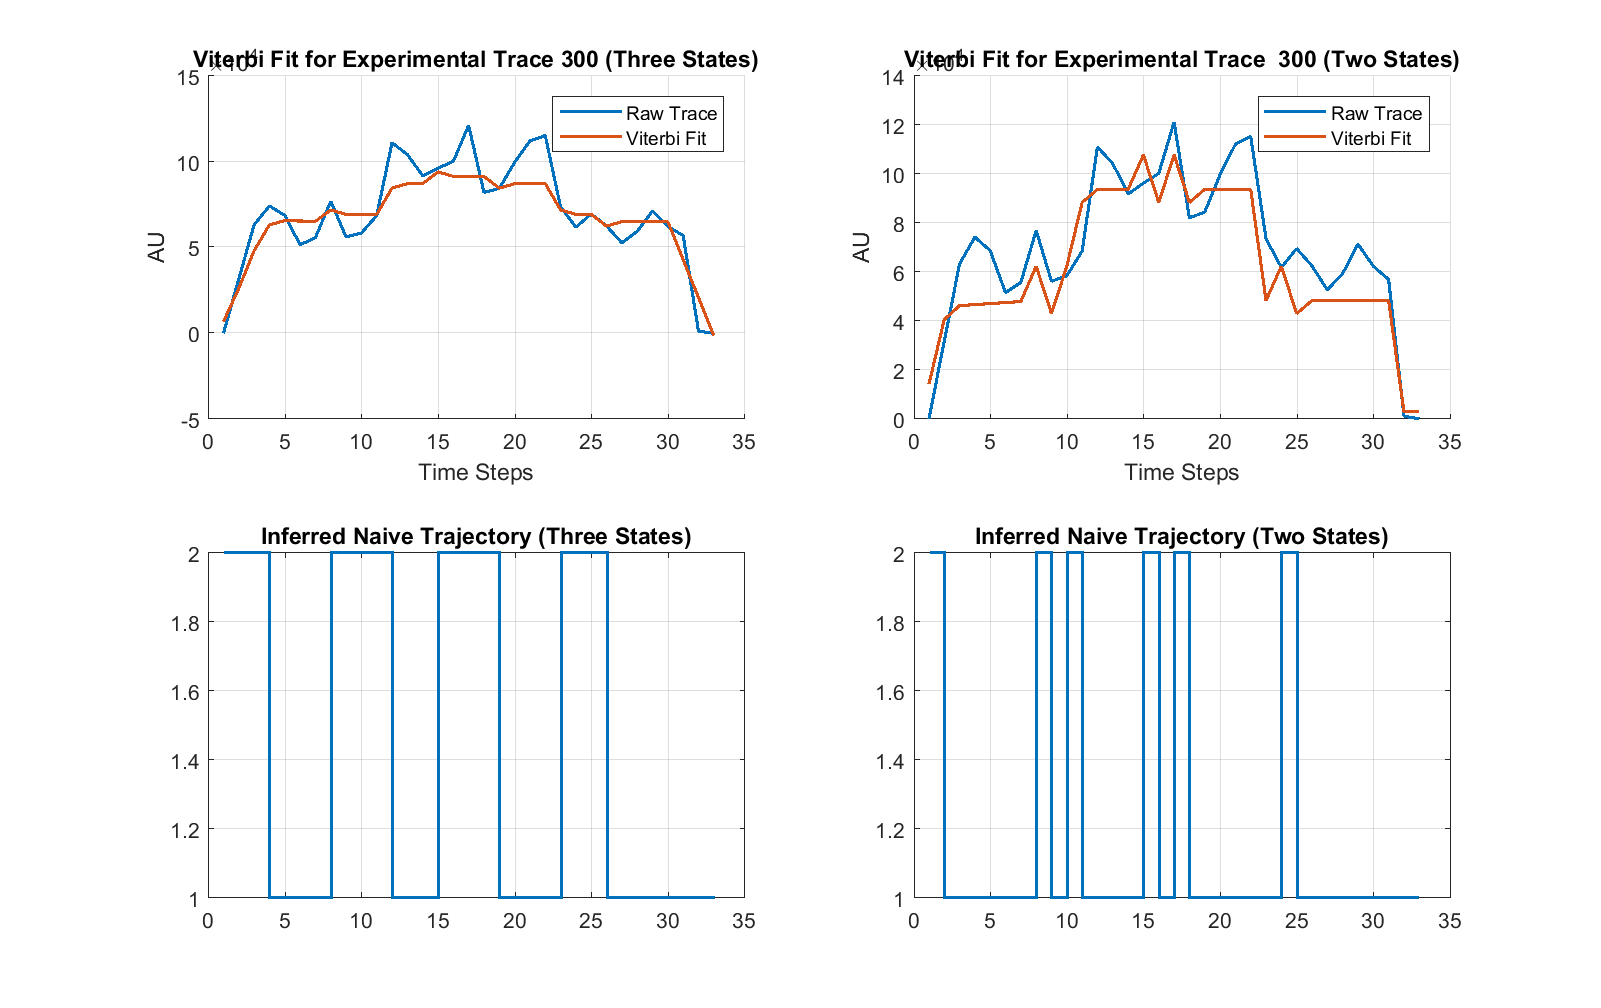 Viterbi Fit for Experimental Trace 300 (Three States)
15
10
5
0
-5
AU
Raw Trace
Viterbi Fit
0 5 10 15 20 25 30 35
Time Steps
Viterbi Fit for Experimental Trace  300 (Two States)
14
12
10
8
6
4
2
0
AU
Raw Trace
Viterbi Fit
0 5 10 15 20 25 30 35
Time Steps
Inferred Naive Trajectory (Three States)
2
1.8
1.6
1.4
1.2
1
0 5 10 15 20 25 30 35
Inferred Naive Trajectory (Two States)
2
1.8
1.6
1.4
1.2
1
0 5 10 15 20 25 30 35